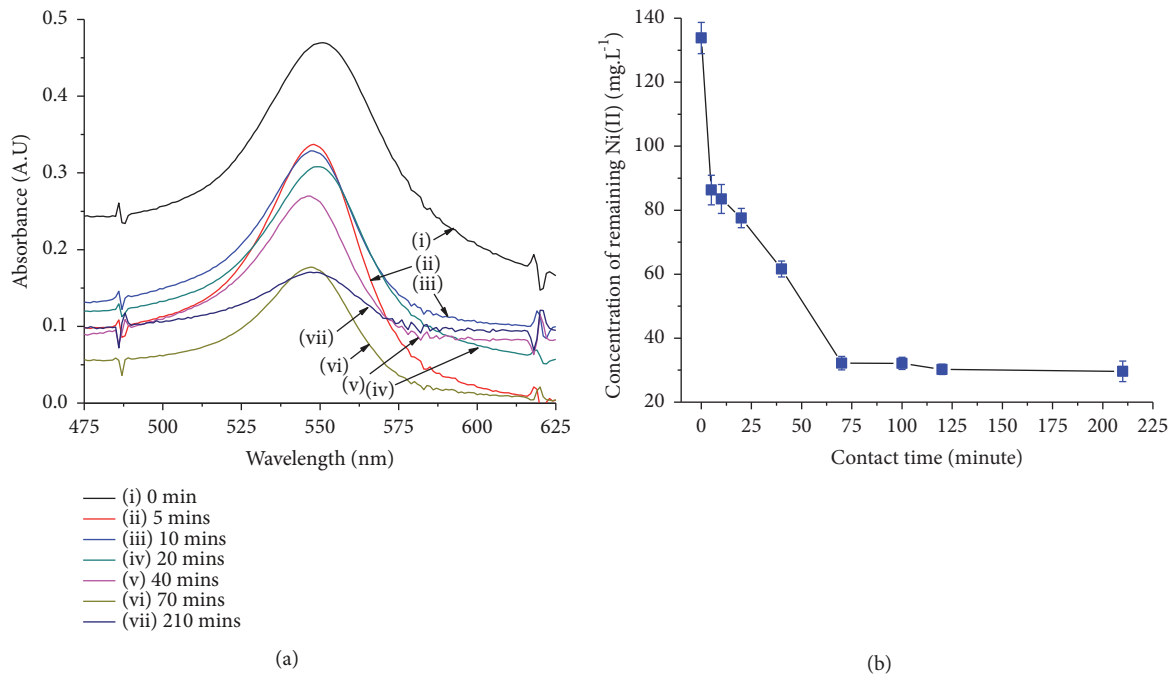 0.5
0.4
0.3
0.2
0.1
0.0
Absorbance (A.U)
475 500 525 550 575 600 625
Wavelength (nm)
(i)
(ii)
(iii)
(vii)
(vi)
(v)
(iv)
(i) 0 min
(ii) 5 mins
(iii) 10 mins
(iv) 20 mins
(v) 40 mins
(vi) 70 mins
(vii) 210 mins
(a)
140
120
100
80
60
40
20
Concentration of remaining Ni(II) (mg.L⁻¹)
0 25 50 75 100 125 150 175 200 225
Contact time (minute)
(b)